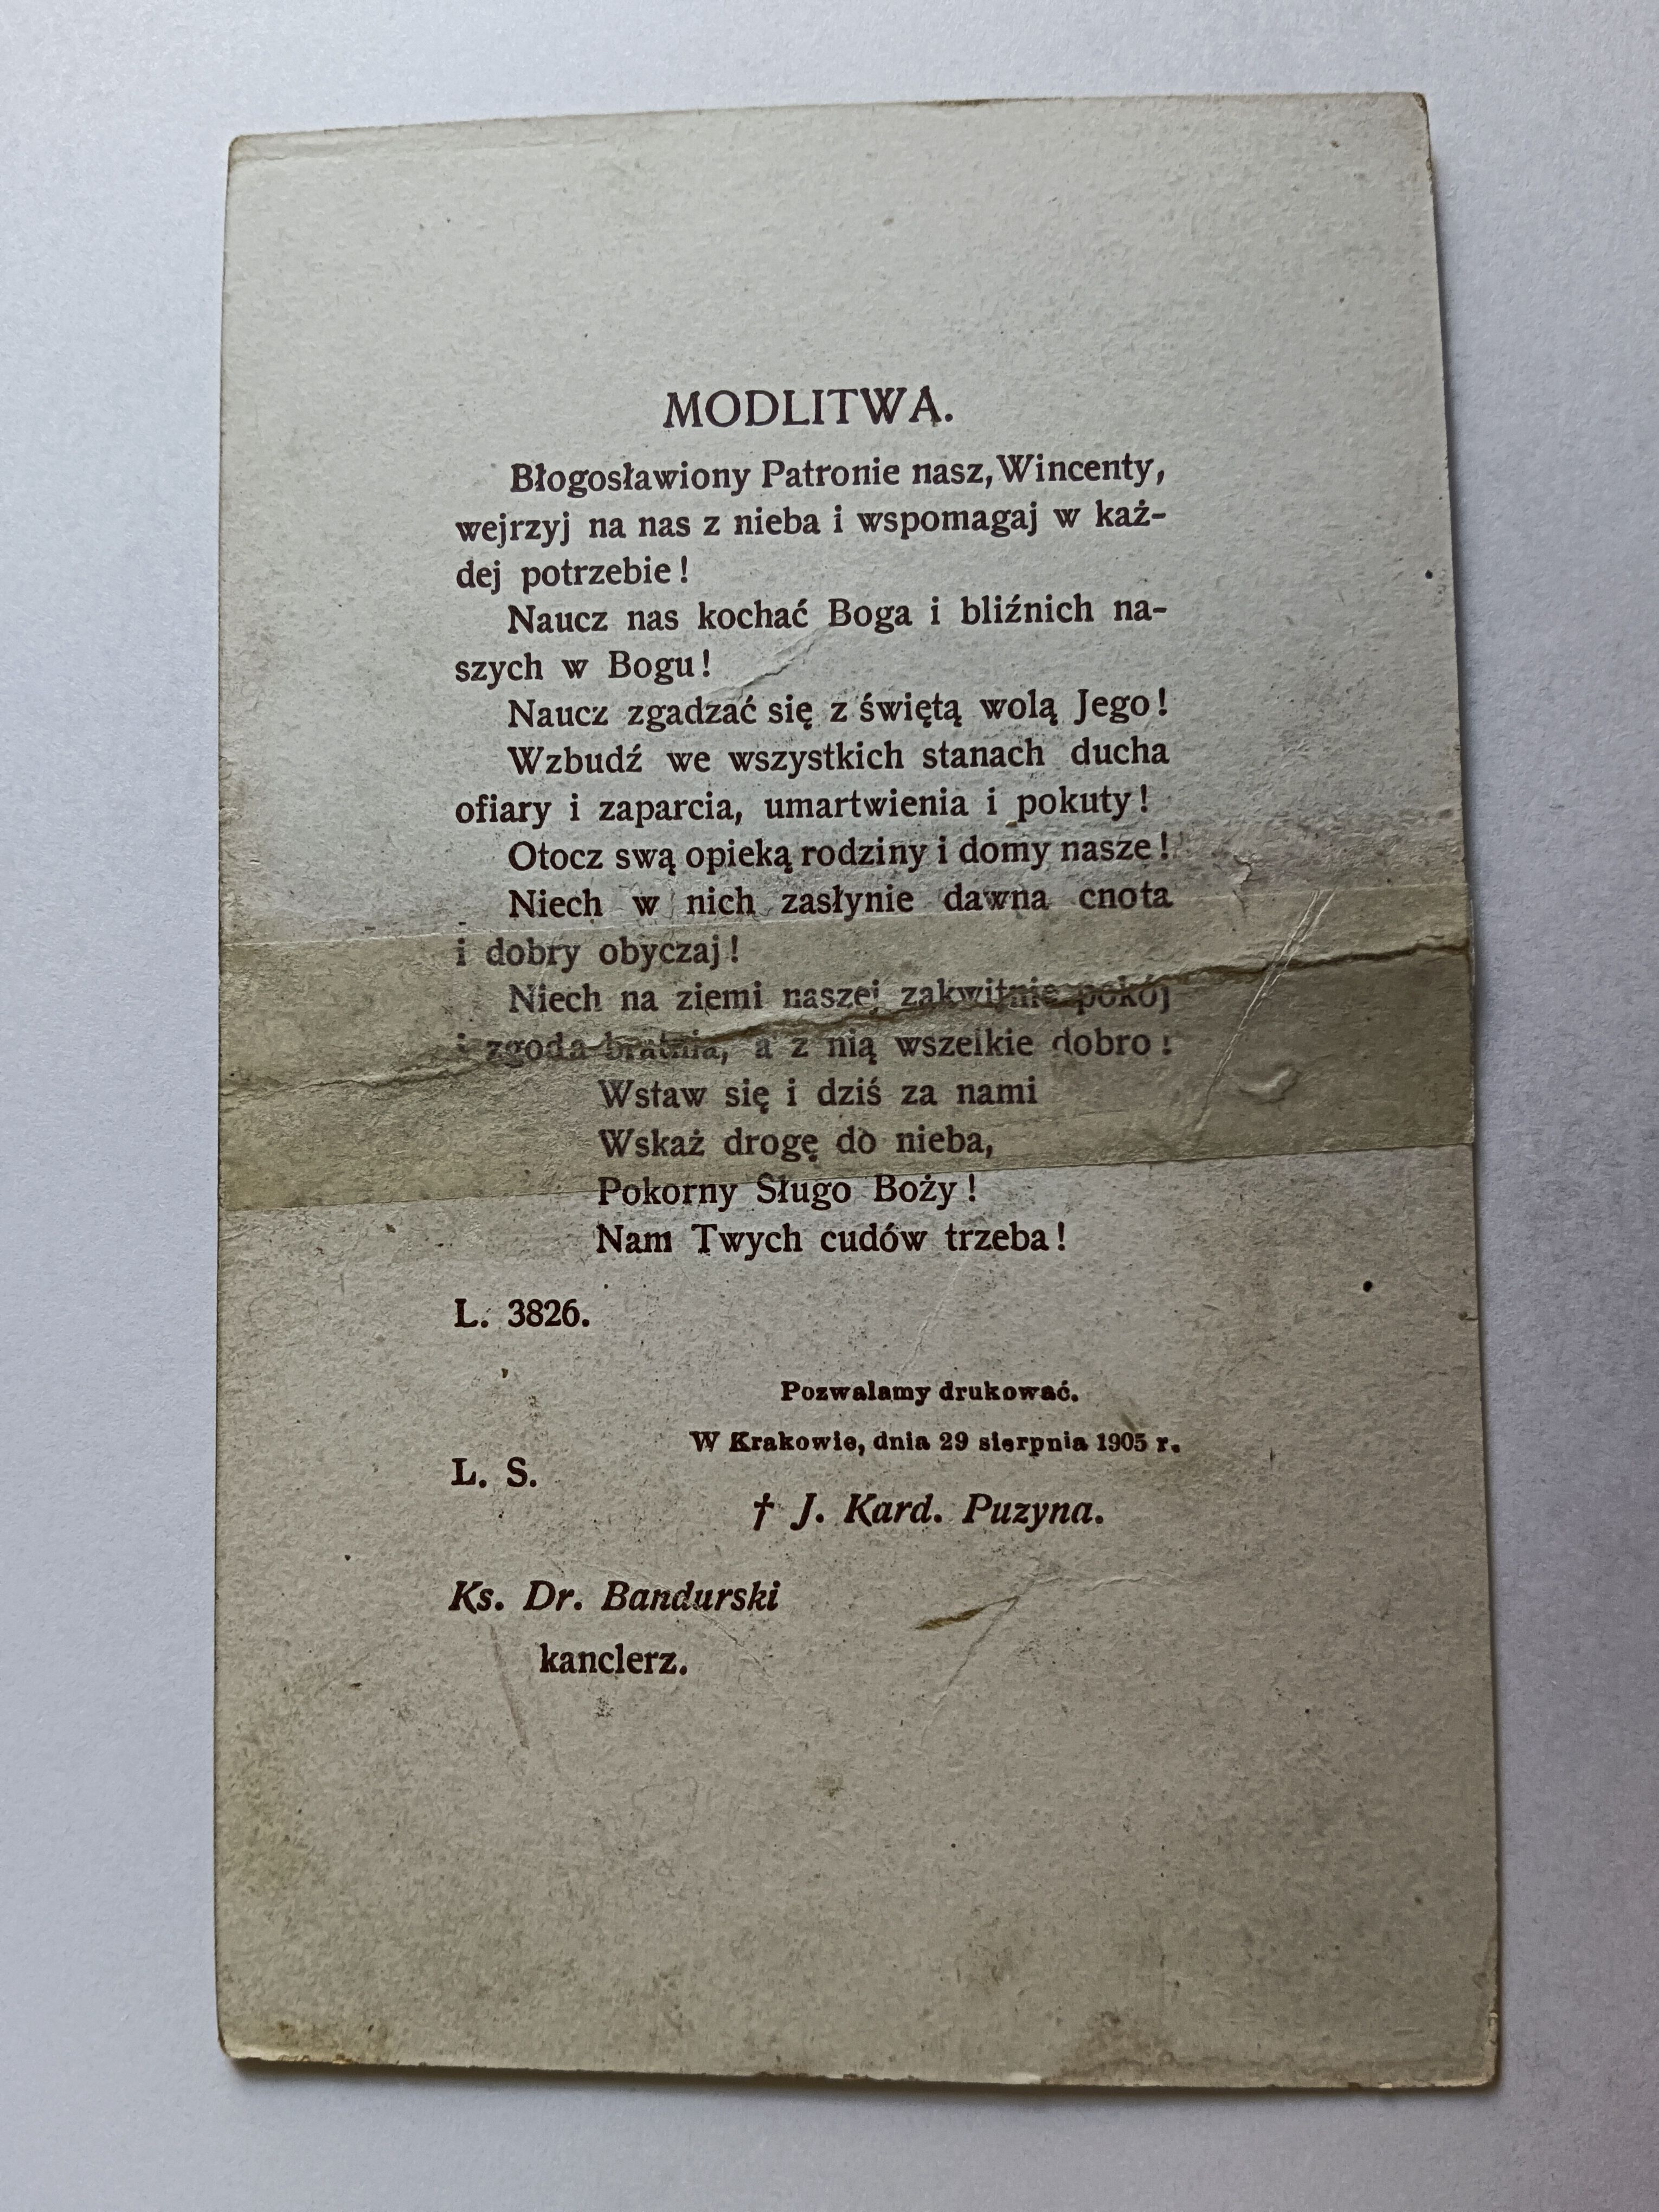 MODLITWA.
Błogosławiony Patronie nasz, Wincenty,
wejrzyj na nas z nieba i wspomagaj w każ-
dej potrzebie!
Naucz nas kochać Boga i bliźnich na-
szych w Bogu!
Naucz zgadzać się z świętą wolą Jego!
Wzbudź we wszystkich stanach ducha
ofiary i zaparcia, umartwienia i pokuty!
Otocz swą opieką rodziny i domy nasze!
Niech w nich zasłynie dawna cnota
i dobry obyczaj!
Niech na ziemi naszej zakwitnie pokój
i zgoda bratnia, a z nią wszelkie dobro!
Wstaw się i dziś za nami
Wskaż drogę do nieba,
Pokorny Sługo Boży!
Nam Twych cudów trzeba!
L. 3826.
Pozwalamy drukować.
W Krakowie, dnia 29 sierpnia 1905 r.
L. S.
† J. Kard. Puzyna.
Ks. Dr. Bandurski
kanclerz.